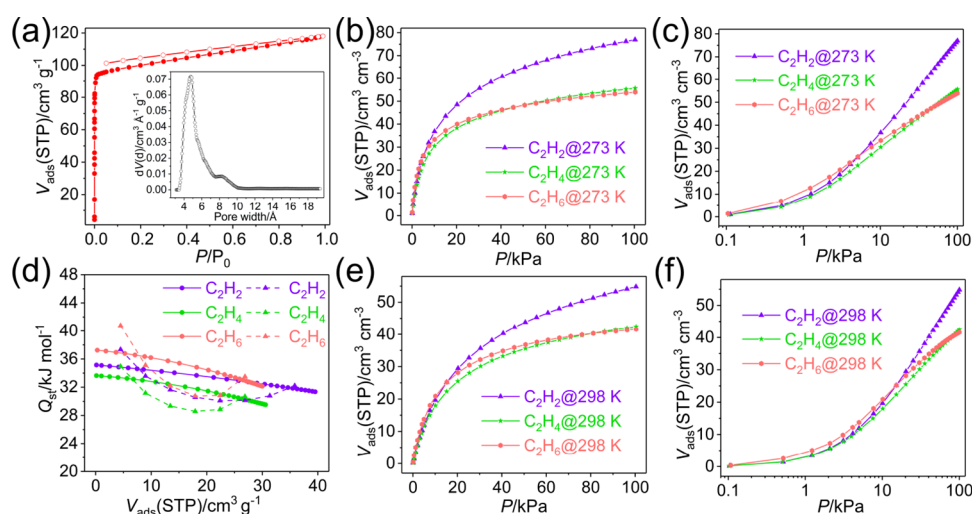 (a)
V_ads(STP)/cm³ g⁻¹
140
120
100
80
60
40
20
0
0.0 0.2 0.4 0.6 0.8 1.0
P/P₀
dV(d)/cm³ Å⁻¹ g⁻¹
0.07
0.06
0.05
0.04
0.03
0.02
0.01
0.00
4 6 8 10 12 14 16 18
Pore width/Å
(b)
V_ads(STP)/cm³ cm⁻³
80
70
60
50
40
30
20
10
0
C₂H₂@273 K
C₂H₄@273 K
C₂H₆@273 K
0 20 40 60 80 100
P/kPa
(c)
V_ads(STP)/cm³ cm⁻³
80
70
60
50
40
30
20
10
0
C₂H₂@273 K
C₂H₄@273 K
C₂H₆@273 K
0.1 1 10 100
P/kPa
(d)
Q_st/kJ mol⁻¹
48
44
40
36
32
28
24
20
C₂H₂ C₂H₂
C₂H₄ C₂H₄
C₂H₆ C₂H₆
0 10 20 30 40
V_ads(STP)/cm³ g⁻¹
(e)
V_ads(STP)/cm³ cm⁻³
50
40
30
20
10
0
C₂H₂@298 K
C₂H₄@298 K
C₂H₆@298 K
0 20 40 60 80 100
P/kPa
(f)
V_ads(STP)/cm³ cm⁻³
50
40
30
20
10
0
C₂H₂@298 K
C₂H₄@298 K
C₂H₆@298 K
0.1 1 10 100
P/kPa